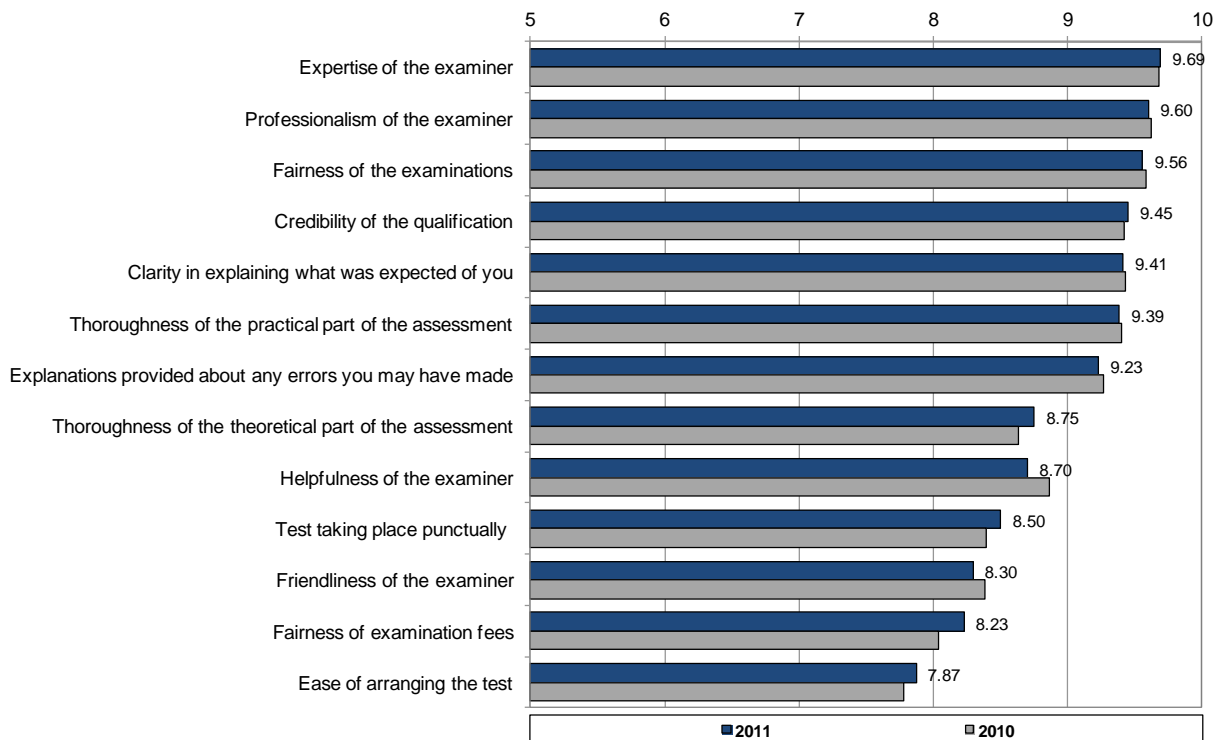 5 6 7 8 9 10
Expertise of the examiner 9.69
Professionalism of the examiner 9.60
Fairness of the examinations 9.56
Credibility of the qualification 9.45
Clarity in explaining what was expected of you 9.41
Thoroughness of the practical part of the assessment 9.39
Explanations provided about any errors you may have made 9.23
Thoroughness of the theoretical part of the assessment 8.75
Helpfulness of the examiner 8.70
Test taking place punctually 8.50
Friendliness of the examiner 8.30
Fairness of examination fees 8.23
Ease of arranging the test 7.87
2011 2010